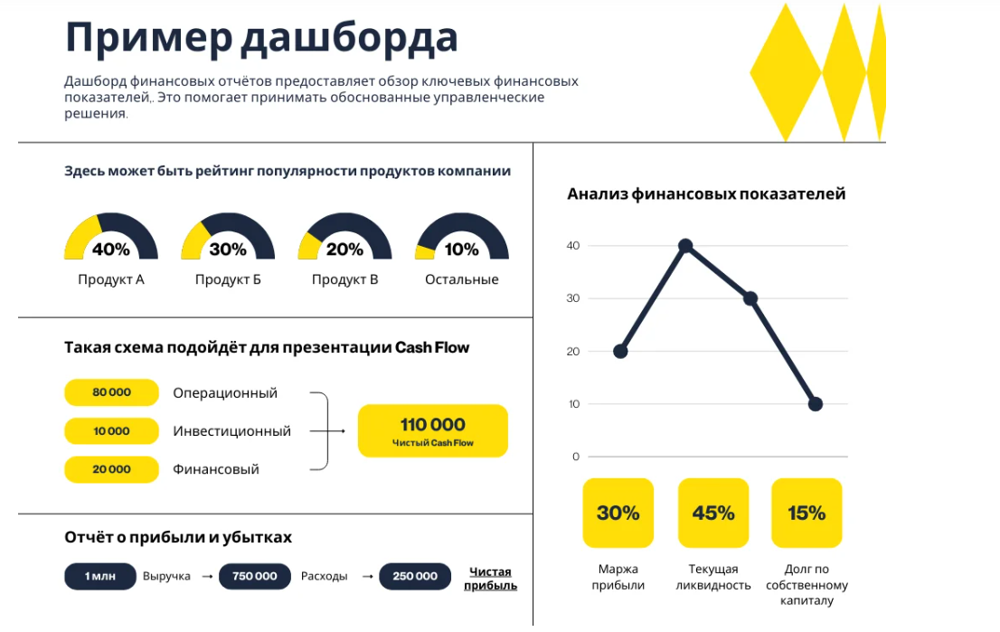 Пример дашборда
Дашборд финансовых отчётов предоставляет обзор ключевых финансовых
показателей,. Это помогает принимать обоснованные управленческие
решения.
Здесь может быть рейтинг популярности продуктов компании
40%
30%
20%
10%
Продукт А
Продукт Б
Продукт В
Остальные
Такая схема подойдёт для презентации Cash Flow
80 000
Операционный
10 000
Инвестиционный
20 000
Финансовый
110 000
Чистый Cash Flow
Отчёт о прибыли и убытках
1 млн
Выручка
750 000
Расходы
250 000
Чистая
прибыль
Анализ финансовых показателей
40
30
20
10
0
30%
45%
15%
Маржа
прибыли
Текущая
ликвидность
Долг по
собственному
капиталу